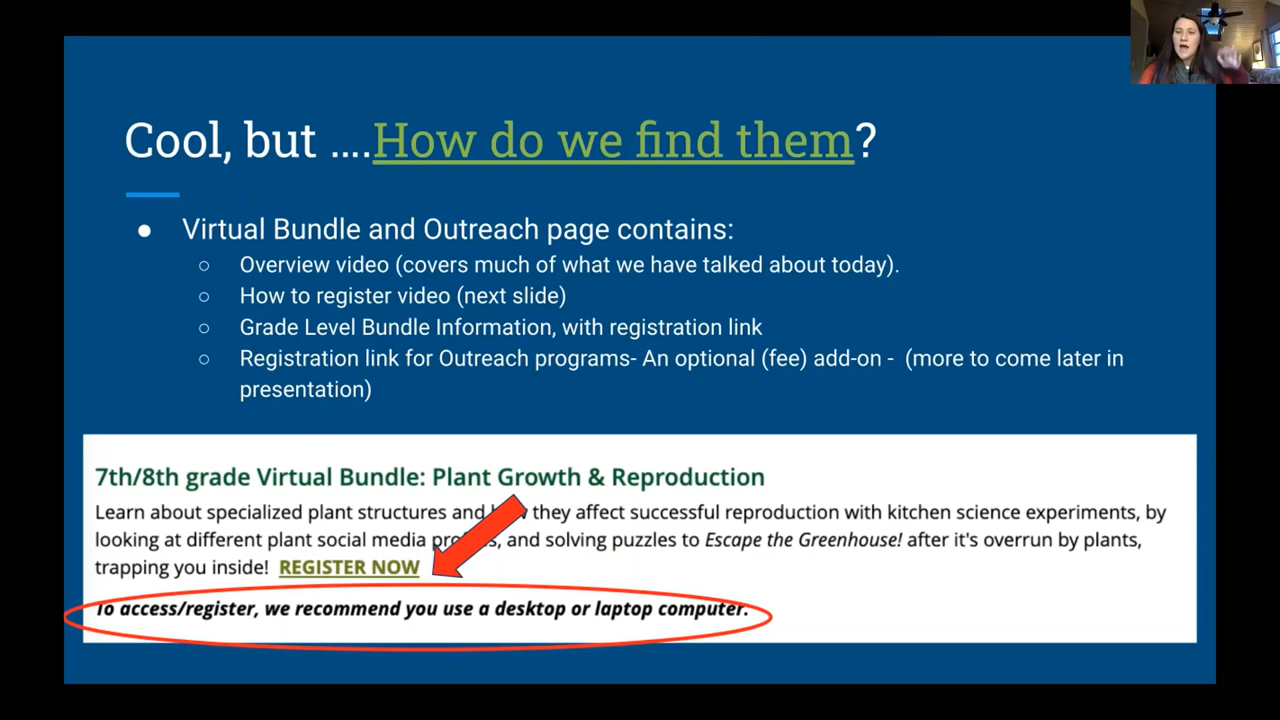 Cool, but ....How do we find them?
● Virtual Bundle and Outreach page contains:
○ Overview video (covers much of what we have talked about today).
○ How to register video (next slide)
○ Grade Level Bundle Information, with registration link
○ Registration link for Outreach programs- An optional (fee) add-on - (more to come later in
presentation)
7th/8th grade Virtual Bundle: Plant Growth & Reproduction
Learn about specialized plant structures and they affect successful reproduction with kitchen science experiments, by
looking at different plant social media and solving puzzles to Escape the Greenhouse! after it's overrun by plants,
trapping you inside! REGISTER NOW
To access/register, we recommend you use a desktop or laptop computer.